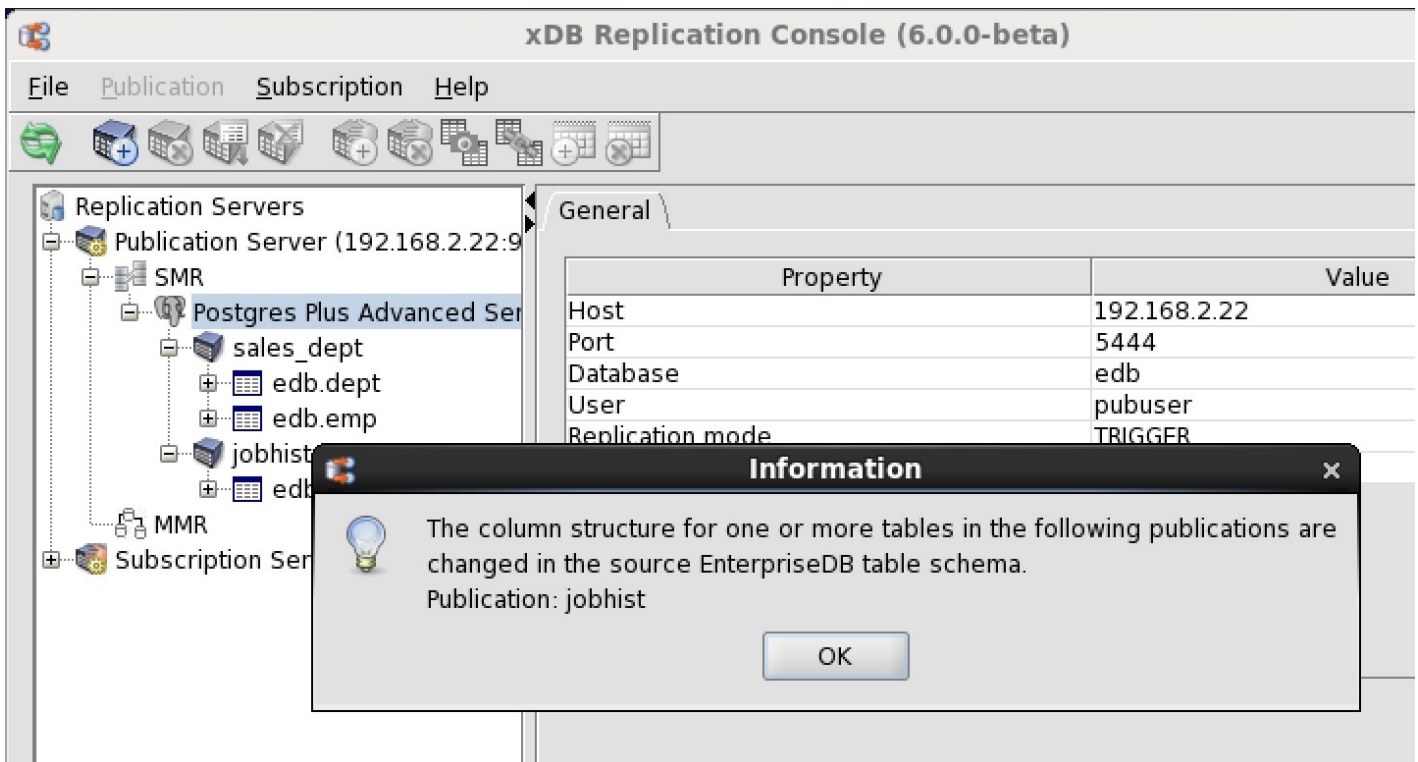 xDB Replication Console (6.0.0-beta)
File Publication Subscription Help
Replication Servers
Publication Server (192.168.2.22:9
SMR
Postgres Plus Advanced Ser
sales_dept
edb.dept
edb.emp
jobhist
edb
MMR
Subscription Ser
General
Property Value
Host 192.168.2.22
Port 5444
Database edb
User pubuser
Replication mode TRIGGER
Information
The column structure for one or more tables in the following publications are
changed in the source EnterpriseDB table schema.
Publication: jobhist
OK